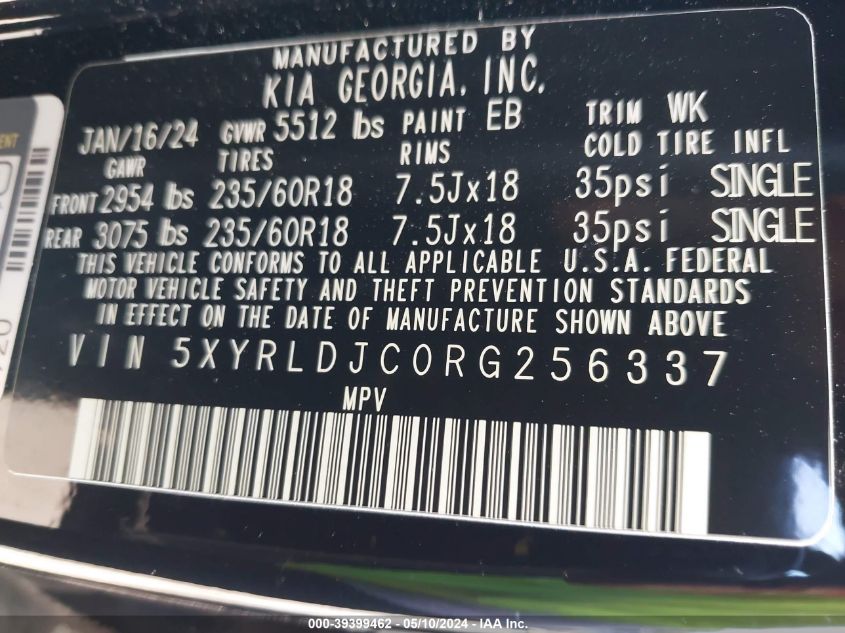 MANUFACTURED BY
KIA GEORGIA, INC.
JAN/16/24 GVWR 5512 lbs PAINT EB TRIM WK
GAWR TIRES RIMS COLD TIRE INFL
FRONT 2954 lbs 235/60R18 7.5Jx18 35psi SINGLE
REAR 3075 lbs 235/60R18 7.5Jx18 35psi SINGLE
THIS VEHICLE CONFORMS TO ALL APPLICABLE U.S.A. FEDERAL
MOTOR VEHICLE SAFETY AND THEFT PREVENTION STANDARDS
IN EFFECT ON THE DATE OF MANUFACTURE SHOWN ABOVE
VIN 5XYRLDJC0RG256337
MPV
000-39399462 - 05/10/2024 - IAA Inc.